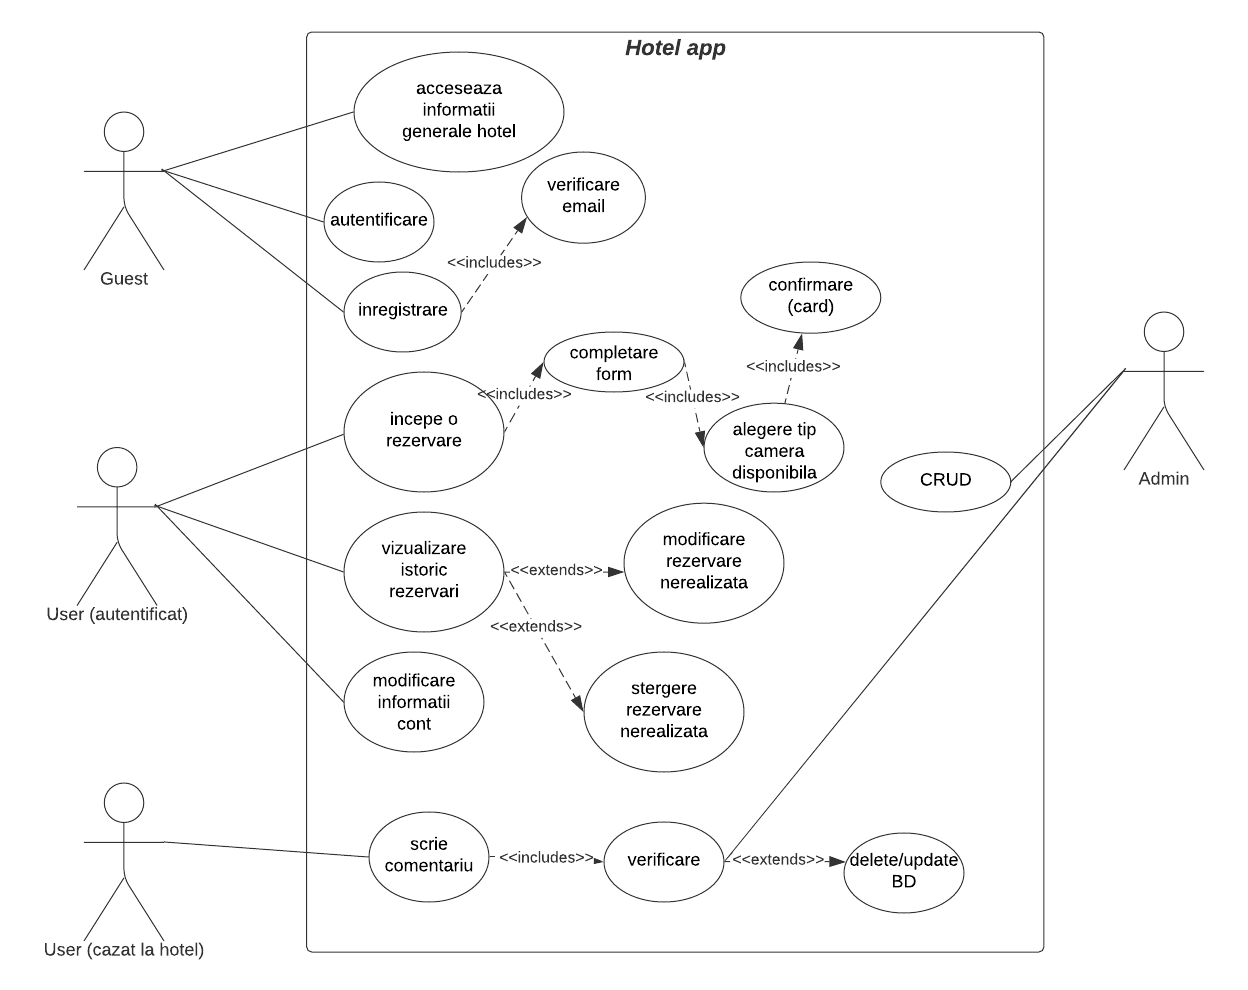 Hotel app
acceseaza
informatii
generale hotel
verificare
email
autentificare
<<includes>>
Guest
inregistrare
confirmare
(card)
completare
form
<<includes>>
<<includes>>
<<includes>>
incepe o
rezervare
alegere tip
camera
disponibila
CRUD
Admin
vizualizare
istoric
rezervari
<<extends>>
modificare
rezervare
nerealizata
User (autentificat)
<<extends>>
modificare
informatii
cont
stergere
rezervare
nerealizata
scrie
comentariu
<<includes>>
verificare
<<extends>>
delete/update
BD
User (cazat la hotel)